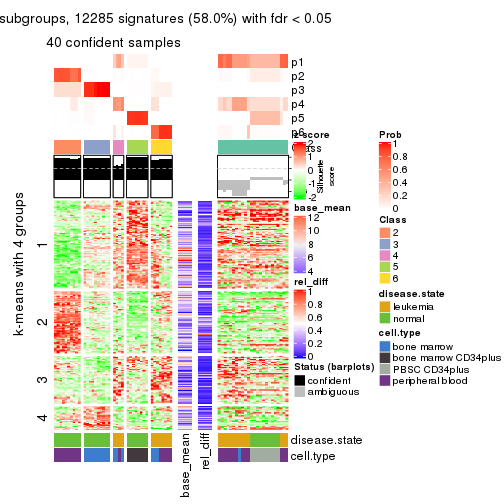 subgroups, 12285 signatures (58.0%) with fdr < 0.05
40 confident samples
p1
p2
p3
p4
p5
p6
Class
Silhouette
score
k-means with 4 groups
1
2
3
4
disease.state
cell.type
base_mean
rel_diff
z-score
2
1
0
-1
-2
base_mean
12
10
8
6
4
rel_diff
1
0.8
0.6
0.4
0.2
0
Status (barplots)
confident
ambiguous
Prob
1
0.8
0.6
0.4
0.2
0
Class
2
3
4
5
6
disease.state
leukemia
normal
cell.type
bone marrow
bone marrow CD34plus
PBSC CD34plus
peripheral blood